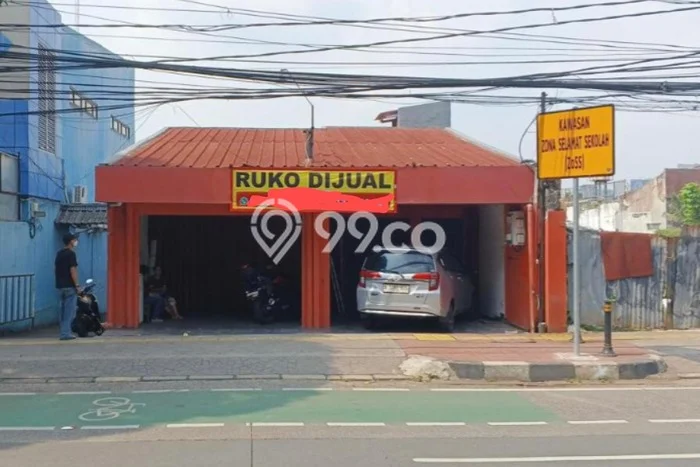 KAWASAN
ZONA SELAMAT SEKOLAH
(ZoSS)
RUKO DIJUAL
99.co